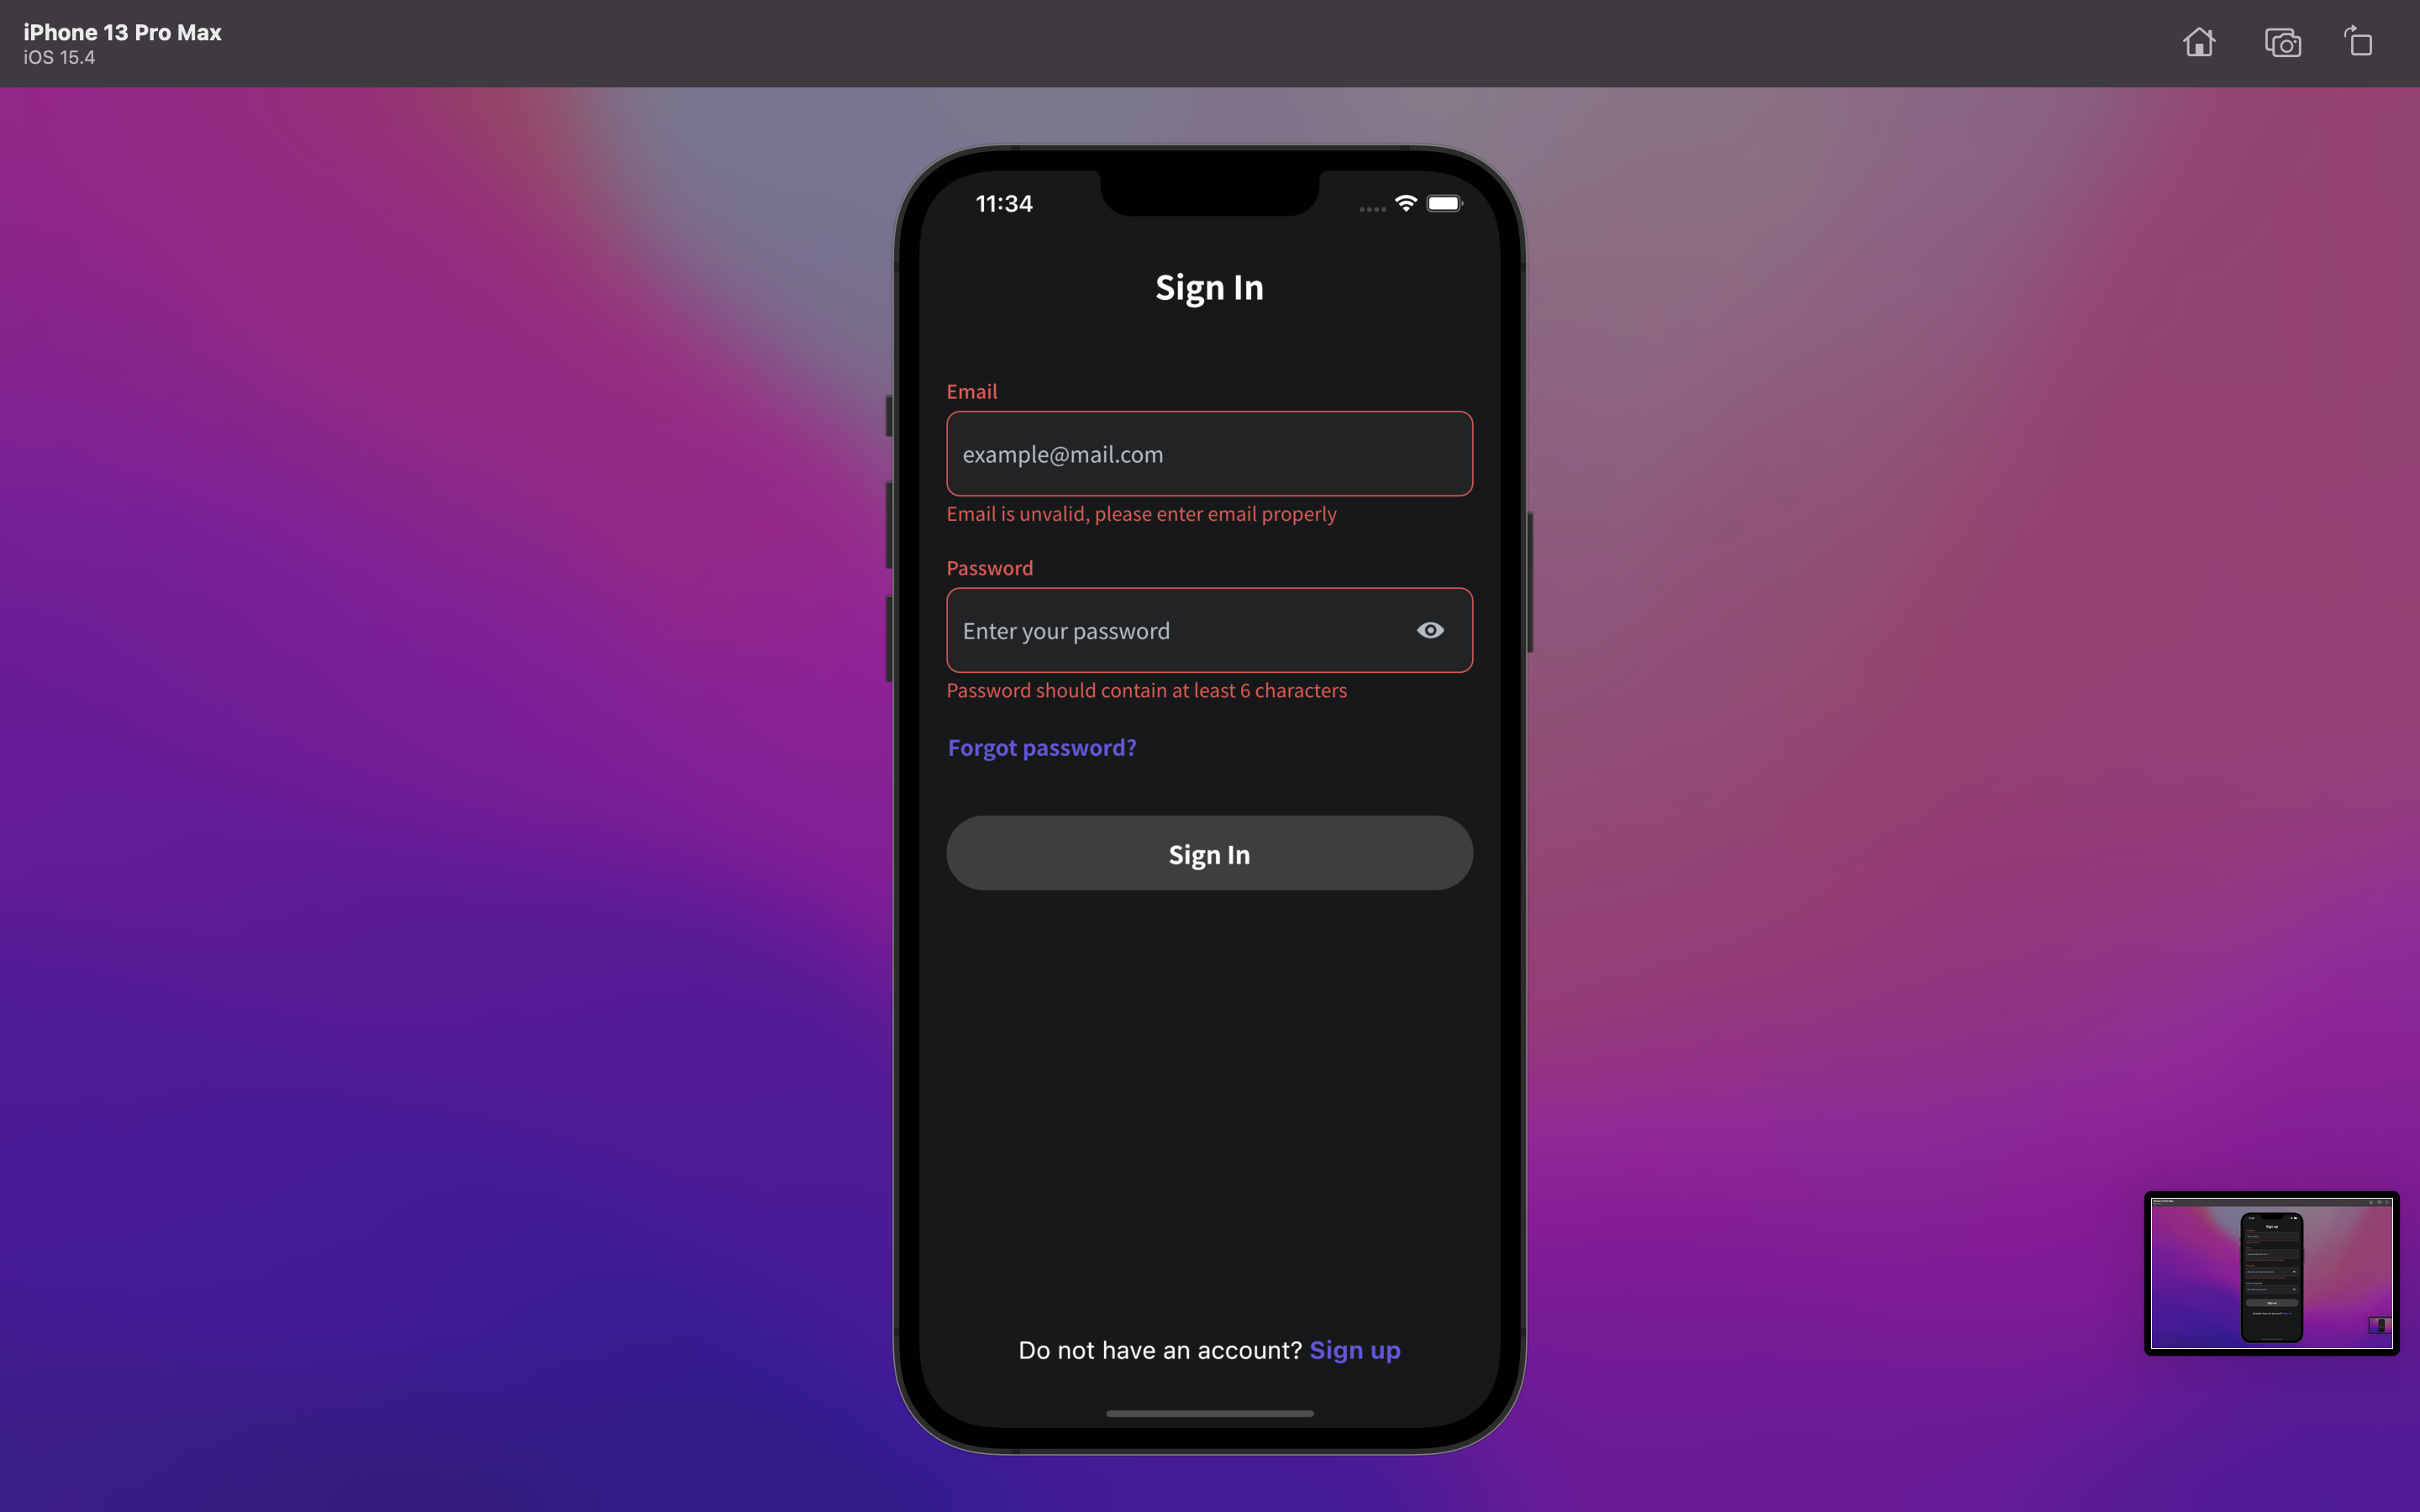 iPhone 13 Pro Max
iOS 15.4
11:34
Sign In
Email
example@mail.com
Email is unvalid, please enter email properly
Password
Enter your password
Password should contain at least 6 characters
Forgot password?
Sign In
Do not have an account? Sign up
Sign up